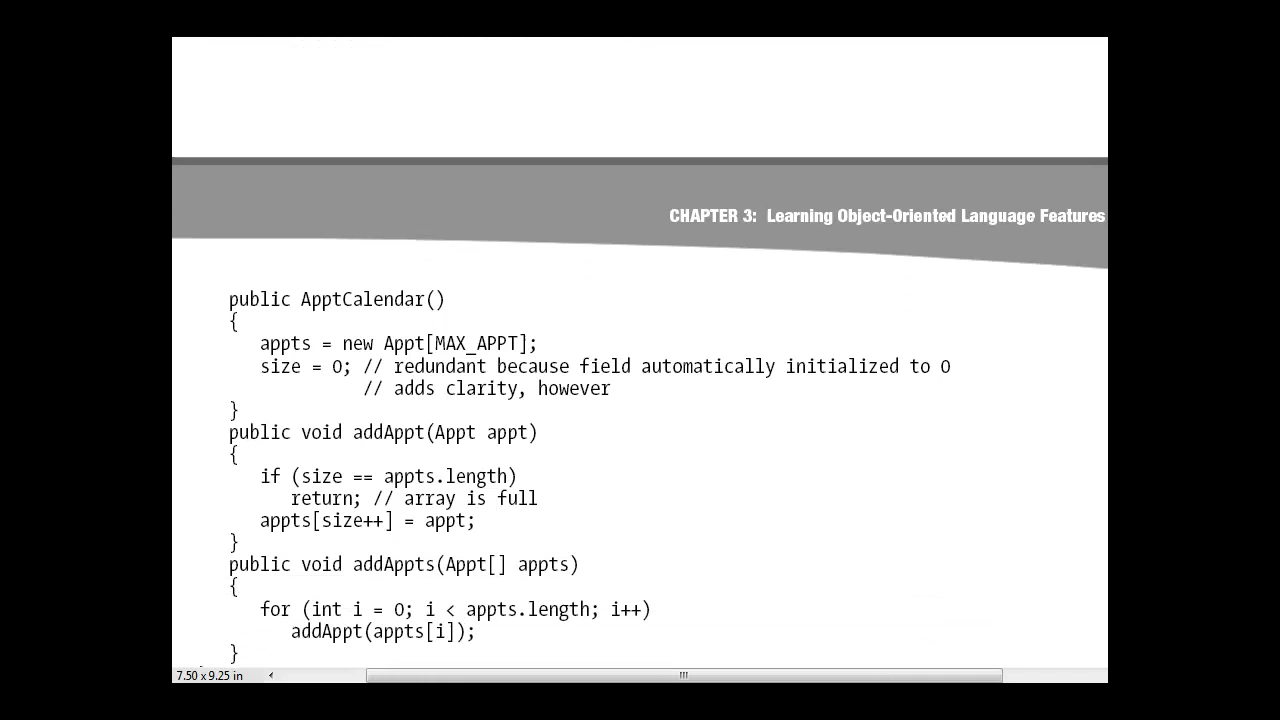 CHAPTER 3: Learning Object-Oriented Language Features
public ApptCalendar()
{
appts = new Appt[MAX_APPT];
size = 0; // redundant because field automatically initialized to 0
// adds clarity, however
}
public void addAppt(Appt appt)
{
if (size == appts.length)
return; // array is full
appts[size++] = appt;
}
public void addAppts(Appt[] appts)
{
for (int i = 0; i < appts.length; i++)
addAppt(appts[i]);
}
7.50 x 9.25 in